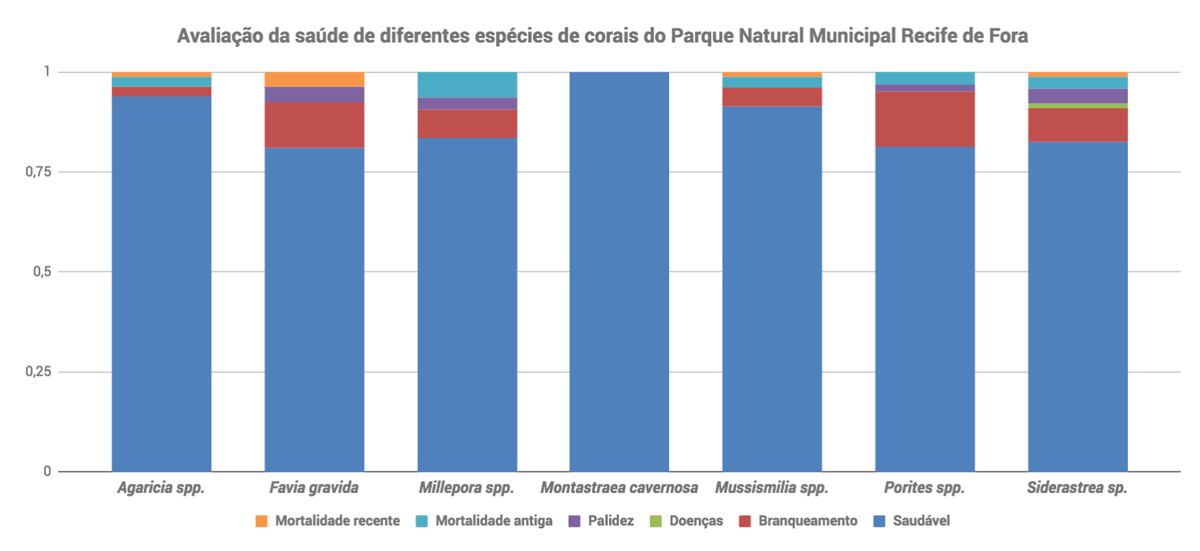 Avaliação da saúde de diferentes espécies de corais do Parque Natural Municipal Recife de Fora
1
0,75
0,5
0,25
0
Agaricia spp. Favia gravida Millepora spp. Montastraea cavernosa Mussismilia spp. Porites spp. Siderastrea sp.
Mortalidade recente Mortalidade antiga Palidez Doenças Branqueamento Saudável